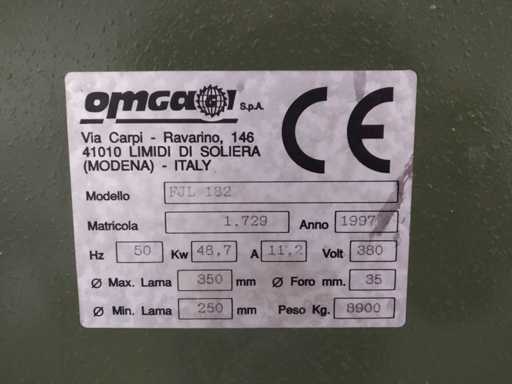 omga S.p.A.
CE
Via Carpi - Ravarino, 146
41010 LIMIDI DI SOLIERA
(MODENA) - ITALY
Modello FJL 182
Matricola 1.729 Anno 1997
Hz 50 Kw 48,7 A 11,2 Volt 380
Ø Max. Lama 350 mm Ø Foro mm. 35
Ø Min. Lama 250 mm Peso Kg. 8900